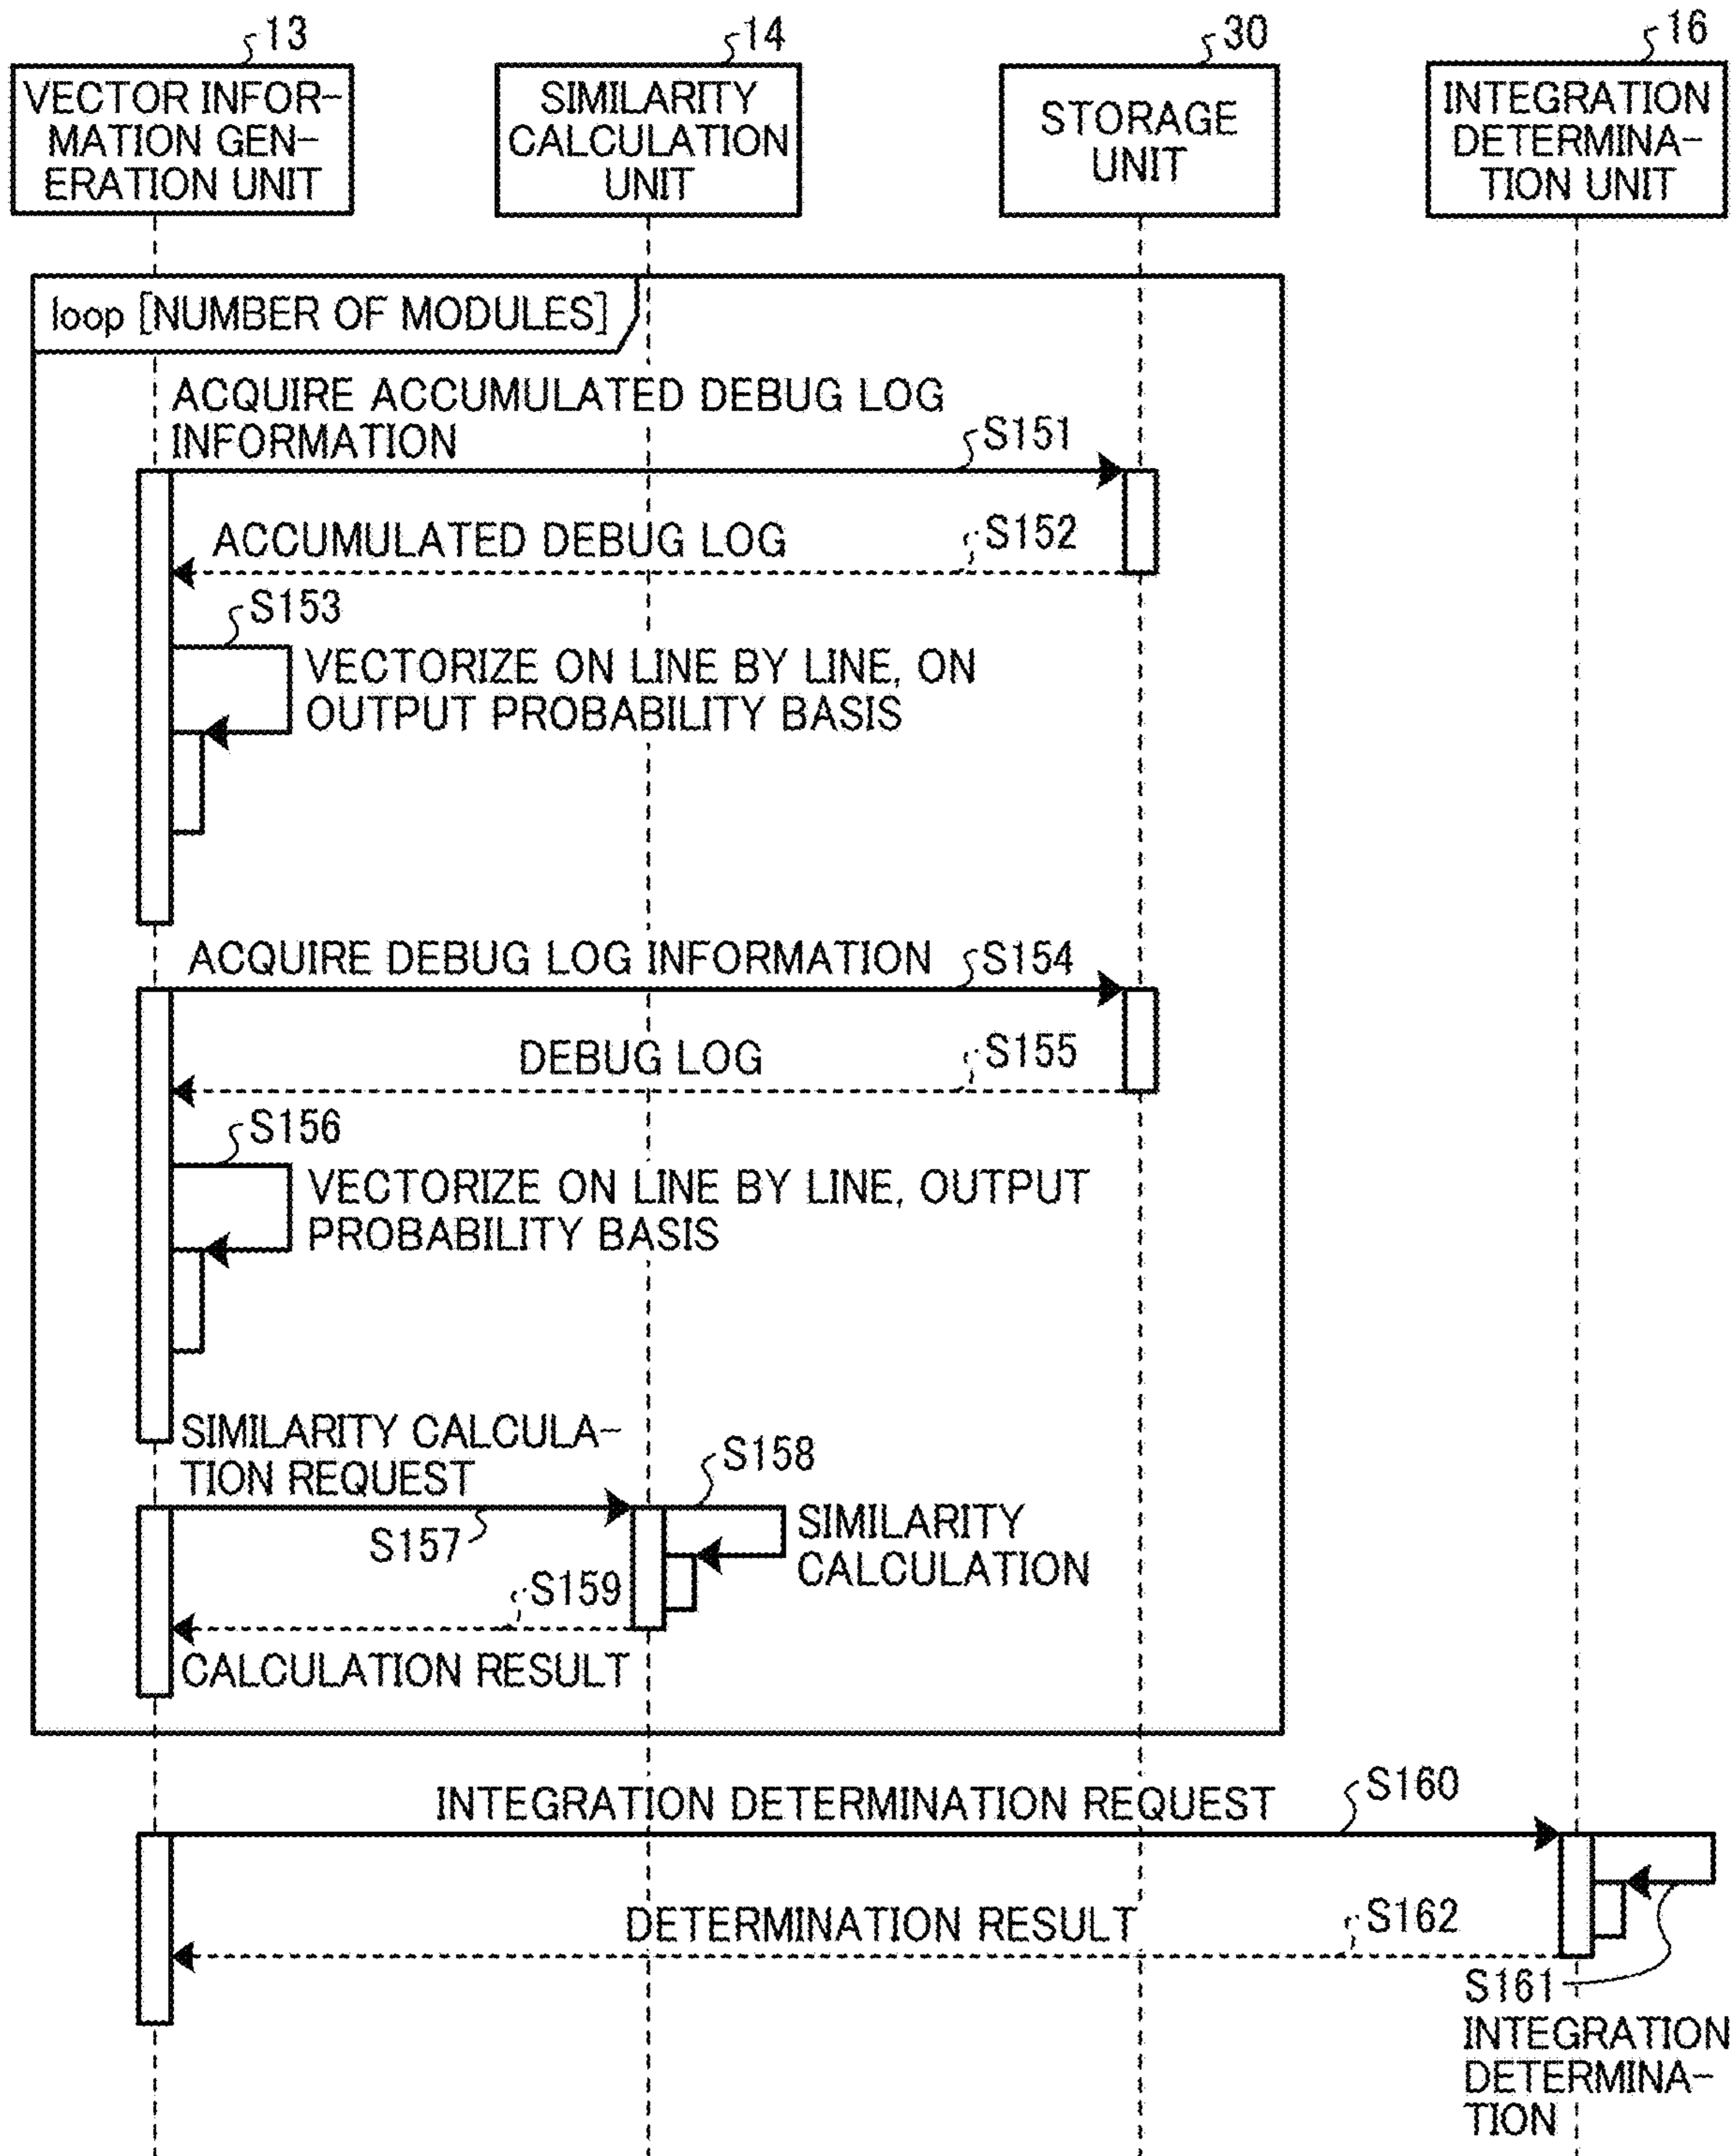 13
14
30
16
VECTOR INFOR-
MATION GEN-
ERATION UNIT
SIMILARITY
CALCULATION
UNIT
STORAGE
UNIT
INTEGRATION
DETERMINA-
TION UNIT
loop [NUMBER OF MODULES]
ACQUIRE ACCUMULATED DEBUG LOG
INFORMATION
S151
ACCUMULATED DEBUG LOG
S152
S153
VECTORIZE ON LINE BY LINE, ON
OUTPUT PROBABILITY BASIS
ACQUIRE DEBUG LOG INFORMATION
S154
DEBUG LOG
S155
S156
VECTORIZE ON LINE BY LINE, OUTPUT
PROBABILITY BASIS
SIMILARITY CALCULA-
TION REQUEST
S157
S158
SIMILARITY
CALCULATION
S159
CALCULATION RESULT
INTEGRATION DETERMINATION REQUEST
S160
DETERMINATION RESULT
S162
S161
INTEGRATION
DETERMINA-
TION